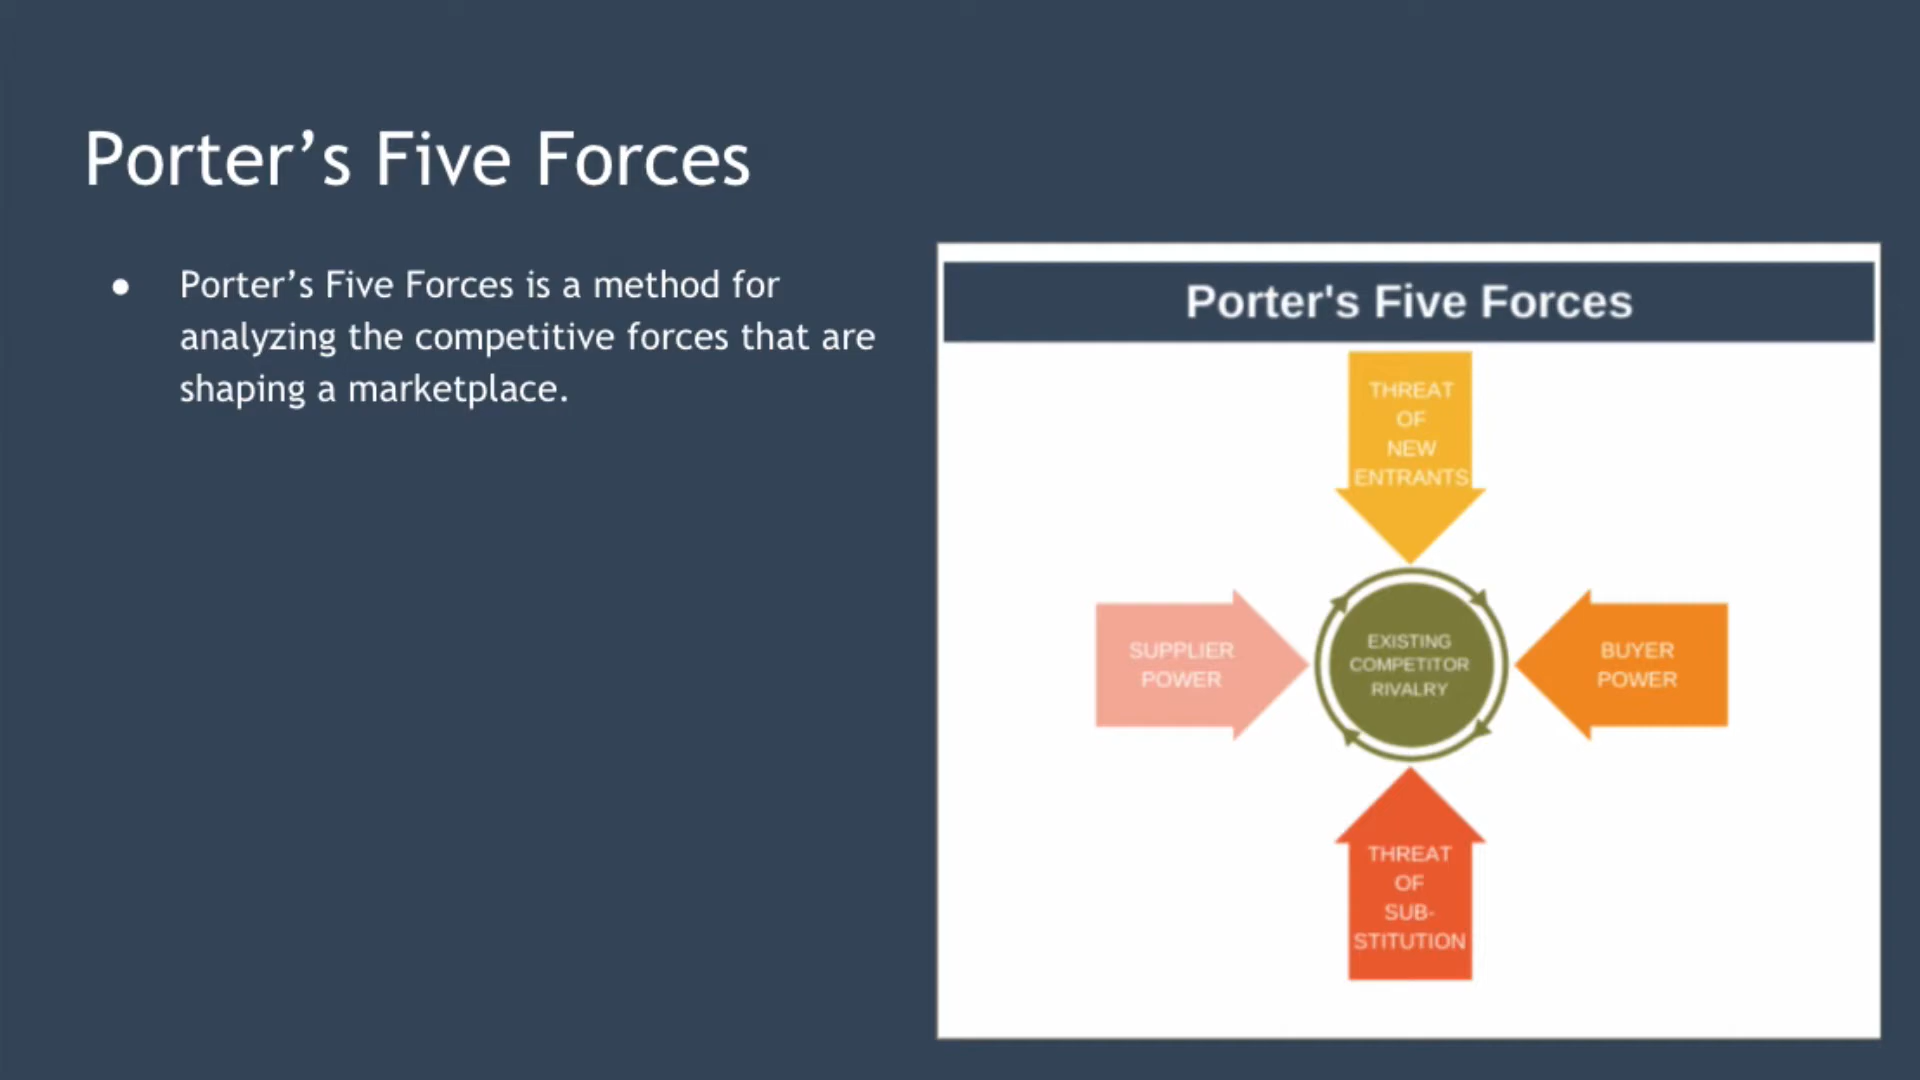 Porter’s Five Forces
● Porter’s Five Forces is a method for
analyzing the competitive forces that are
shaping a marketplace.
Porter's Five Forces
THREAT
OF
NEW
ENTRANTS
SUPPLIER
POWER
EXISTING
COMPETITOR
RIVALRY
BUYER
POWER
THREAT
OF
SUB-
STITUTION